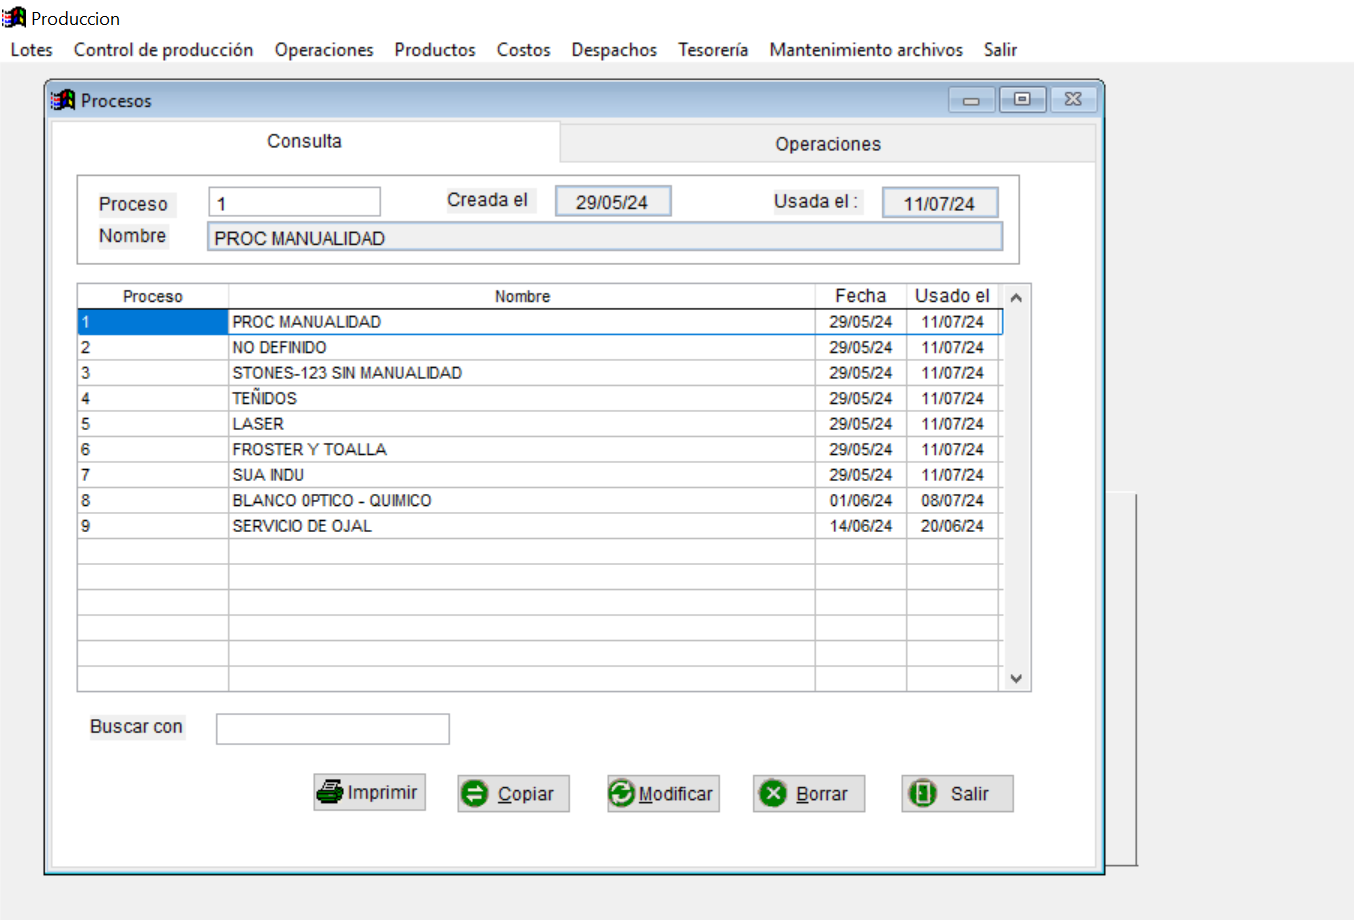 Produccion
Lotes Control de producción Operaciones Productos Costos Despachos Tesorería Mantenimiento archivos Salir
Procesos
Consulta Operaciones
Proceso 1 Creada el 29/05/24 Usada el : 11/07/24
Nombre PROC MANUALIDAD
Proceso Nombre Fecha Usado el
1 PROC MANUALIDAD 29/05/24 11/07/24
2 NO DEFINIDO 29/05/24 11/07/24
3 STONES-123 SIN MANUALIDAD 29/05/24 11/07/24
4 TEÑIDOS 29/05/24 11/07/24
5 LASER 29/05/24 11/07/24
6 FROSTER Y TOALLA 29/05/24 11/07/24
7 SUA INDU 29/05/24 11/07/24
8 BLANCO 0PTICO - QUIMICO 01/06/24 08/07/24
9 SERVICIO DE OJAL 14/06/24 20/06/24
Buscar con
Imprimir Copiar Modificar Borrar Salir